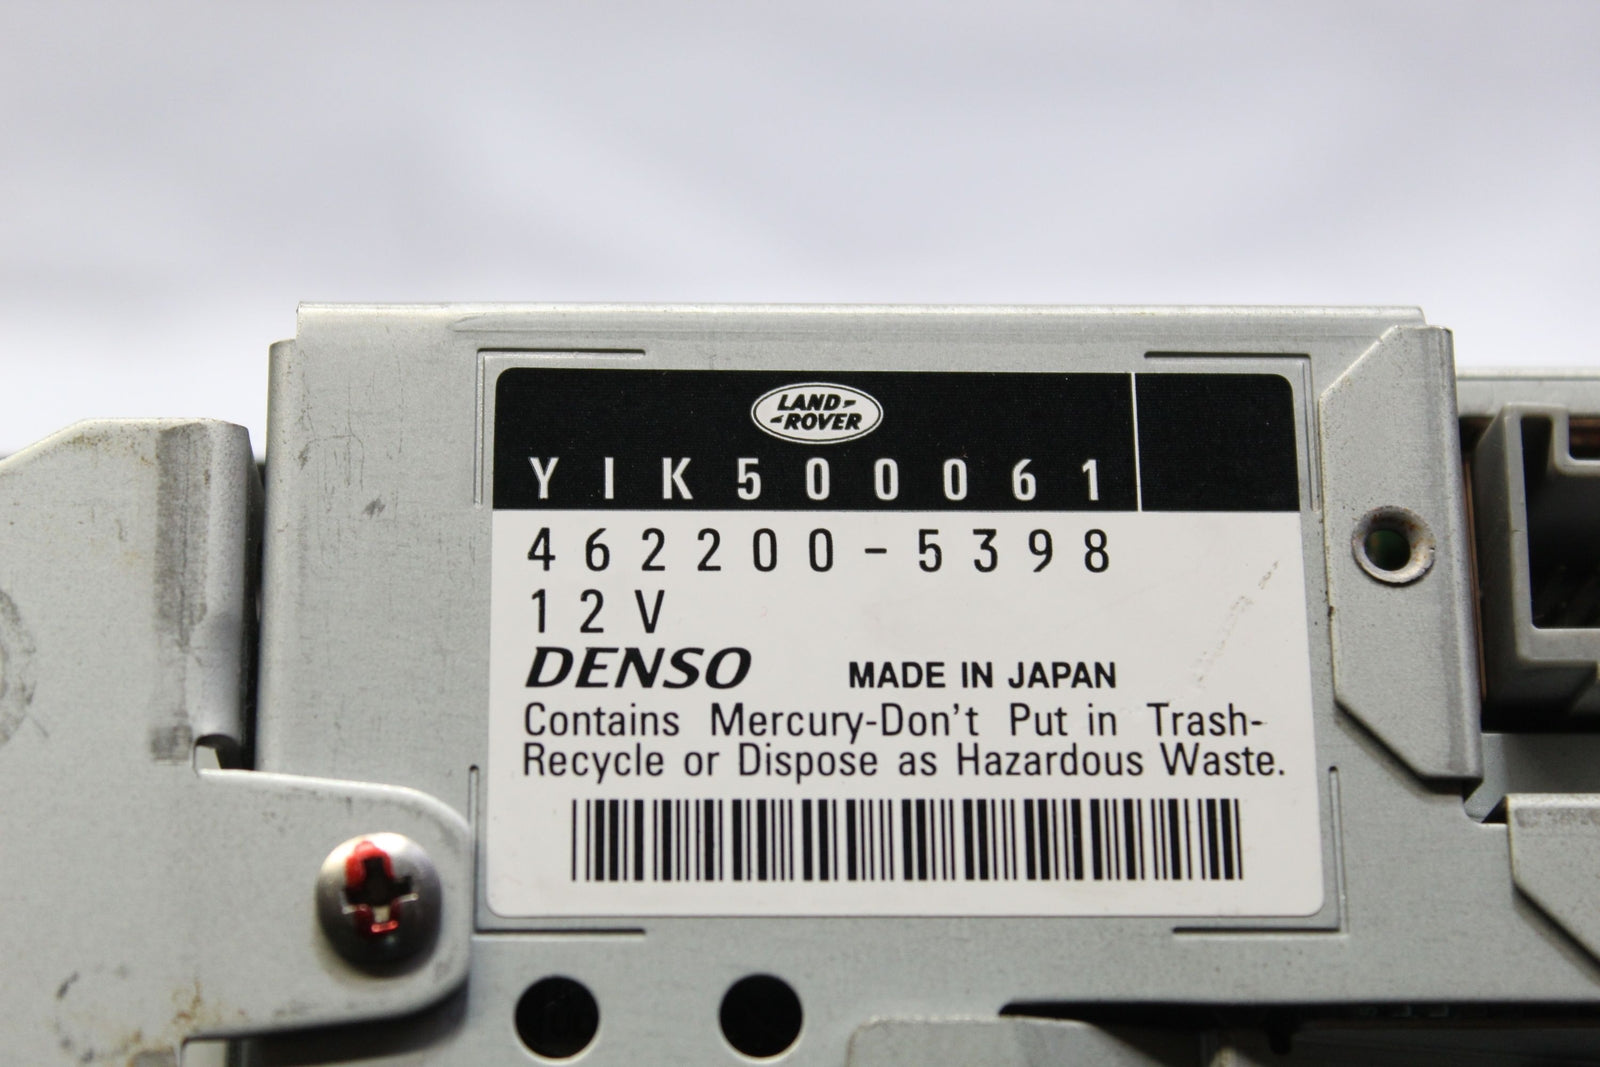 LAND-
-ROVER
YIK500061
462200-5398
12V
DENSO MADE IN JAPAN
Contains Mercury-Don't Put in Trash-
Recycle or Dispose as Hazardous Waste.